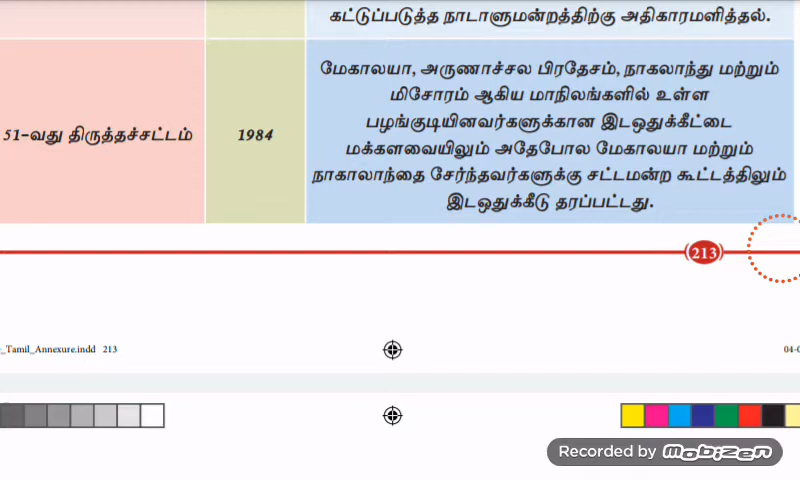 கட்டுப்படுத்த நாடாளுமன்றத்திற்கு அதிகாரமளித்தல்.
51-வது திருத்தச்சட்டம்
1984
மேகாலயா, அருணாச்சல பிரதேசம், நாகலாந்து மற்றும்
மிசோரம் ஆகிய மாநிலங்களில் உள்ள
பழங்குடியினவர்களுக்கான இடஒதுக்கீட்டை
மக்களவையிலும் அதேபோல மேகாலயா மற்றும்
நாகாலாந்தை சேர்ந்தவர்களுக்கு சட்டமன்ற கூட்டத்திலும்
இடஒதுக்கீடு தரப்பட்டது.
213
_Tamil_Annexure.indd 213
Recorded by mobizen